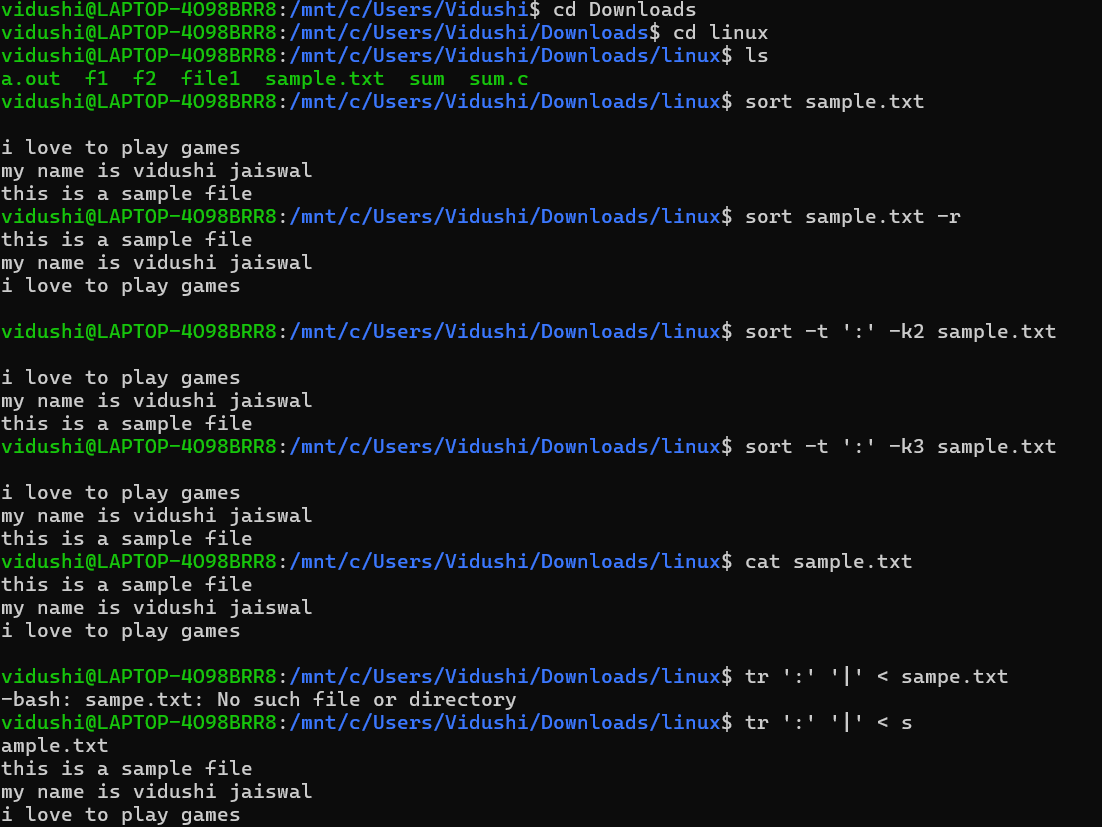 vidushi@LAPTOP-4O98BRR8:/mnt/c/Users/Vidushi$ cd Downloads
vidushi@LAPTOP-4O98BRR8:/mnt/c/Users/Vidushi/Downloads$ cd linux
vidushi@LAPTOP-4O98BRR8:/mnt/c/Users/Vidushi/Downloads/linux$ ls
a.out  f1  f2  file1  sample.txt  sum  sum.c
vidushi@LAPTOP-4O98BRR8:/mnt/c/Users/Vidushi/Downloads/linux$ sort sample.txt

i love to play games
my name is vidushi jaiswal
this is a sample file
vidushi@LAPTOP-4O98BRR8:/mnt/c/Users/Vidushi/Downloads/linux$ sort sample.txt -r
this is a sample file
my name is vidushi jaiswal
i love to play games

vidushi@LAPTOP-4O98BRR8:/mnt/c/Users/Vidushi/Downloads/linux$ sort -t ':' -k2 sample.txt

i love to play games
my name is vidushi jaiswal
this is a sample file
vidushi@LAPTOP-4O98BRR8:/mnt/c/Users/Vidushi/Downloads/linux$ sort -t ':' -k3 sample.txt

i love to play games
my name is vidushi jaiswal
this is a sample file
vidushi@LAPTOP-4O98BRR8:/mnt/c/Users/Vidushi/Downloads/linux$ cat sample.txt
this is a sample file
my name is vidushi jaiswal
i love to play games

vidushi@LAPTOP-4O98BRR8:/mnt/c/Users/Vidushi/Downloads/linux$ tr ':' '|' < sampe.txt
-bash: sampe.txt: No such file or directory
vidushi@LAPTOP-4O98BRR8:/mnt/c/Users/Vidushi/Downloads/linux$ tr ':' '|' < s
ample.txt
this is a sample file
my name is vidushi jaiswal
i love to play games